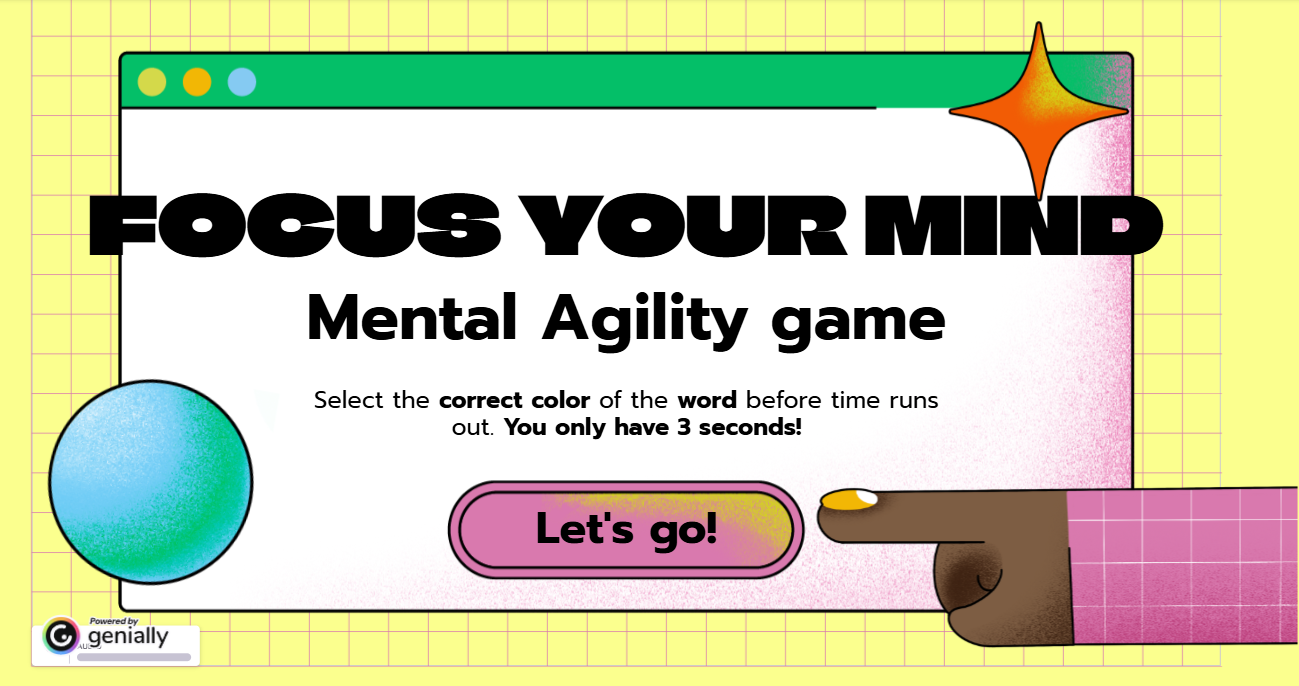 FOCUS YOUR MIND
Mental Agility game
Select the correct color of the word before time runs
out. You only have 3 seconds!
Let's go!
Powered by
genially